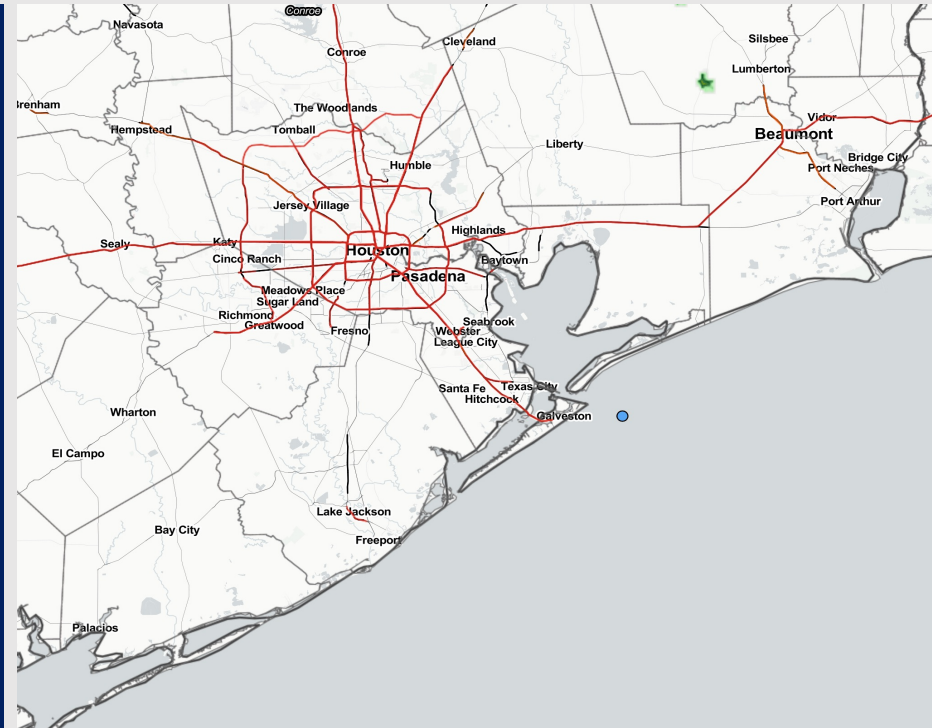 Conroe
Navasota
Silsbee
Cleveland
Conroe
Lumberton
Brenham
The Woodlands
Vidor
Hempstead
Tomball
Beaumont
Liberty
Bridge City
Humble
Port Neches
Port Arthur
Jersey Village
Highlands
Sealy
Katy
Houston
Cinco Ranch
Baytown
Pasadena
Meadows Place
Sugar Land
Richmond
Seabrook
Greatwood
Fresno
Webster
League City
Santa Fe
Texas City
Hitchcock
Wharton
Galveston
El Campo
Lake Jackson
Bay City
Freeport
Palacios